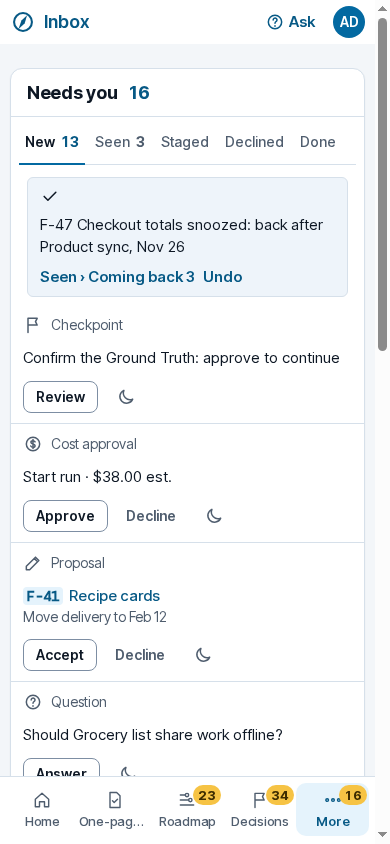 Inbox
Ask
AD
Needs you 16
New 13 Seen 3 Staged Declined Done
F-47 Checkout totals snoozed: back after
Product sync, Nov 26
Seen › Coming back 3 Undo
Checkpoint
Confirm the Ground Truth: approve to continue
Review
Cost approval
Start run · $38.00 est.
Approve Decline
Proposal
F-41 Recipe cards
Move delivery to Feb 12
Accept Decline
Question
Should Grocery list share work offline?
Answer
23 34 16
Home One-pag... Roadmap Decisions More